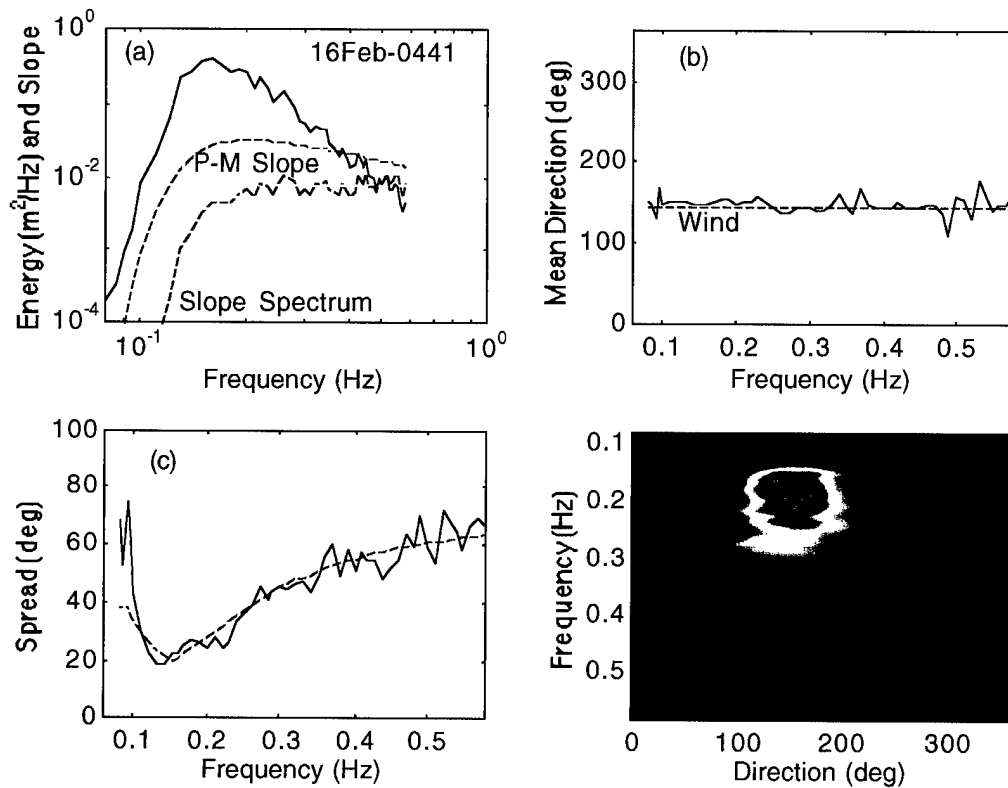 (a) 16Feb-0441
Energy (m²/Hz) and Slope
10⁰
10⁻²
10⁻⁴
P-M Slope
Slope Spectrum
10⁻¹ 10⁰
Frequency (Hz)
(b)
Mean Direction (deg)
300
200
100
0
Wind
0.1 0.2 0.3 0.4 0.5
Frequency (Hz)
(c)
Spread (deg)
100
80
60
40
20
0
0.1 0.2 0.3 0.4 0.5
Frequency (Hz)
Frequency (Hz)
0.1
0.2
0.3
0.4
0.5
0 100 200 300
Direction (deg)